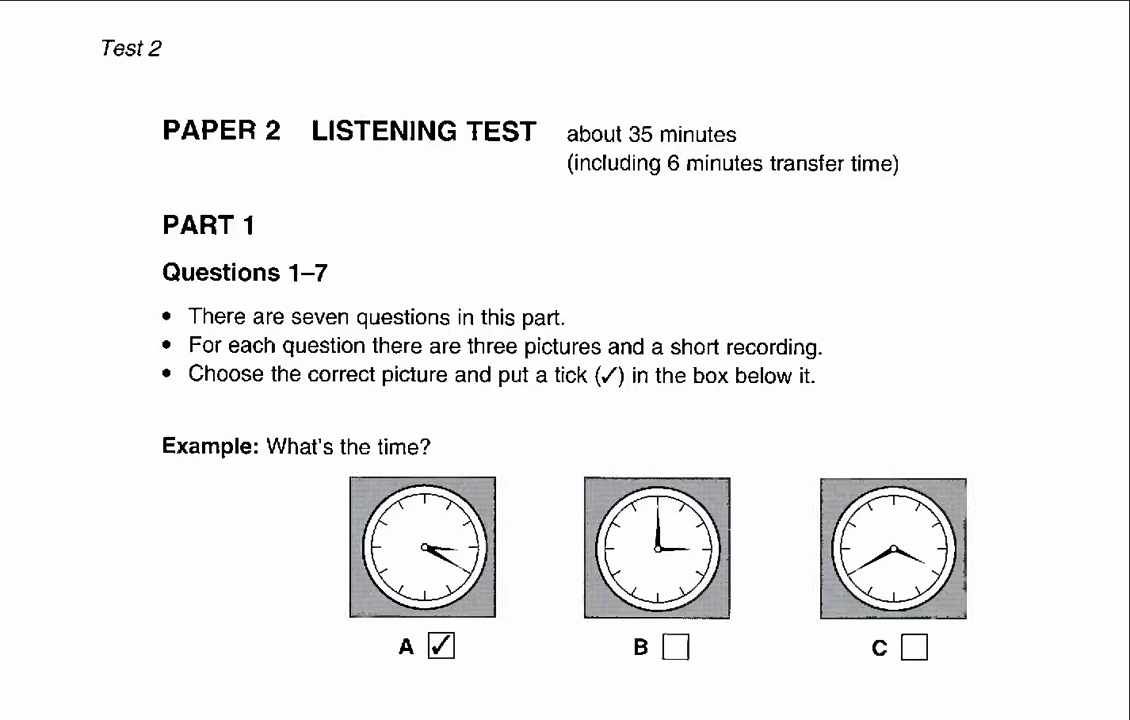 Test 2
PAPER 2 LISTENING TEST about 35 minutes
(including 6 minutes transfer time)
PART 1
Questions 1–7
• There are seven questions in this part.
• For each question there are three pictures and a short recording.
• Choose the correct picture and put a tick (✓) in the box below it.
Example: What's the time?
A ✓ B C